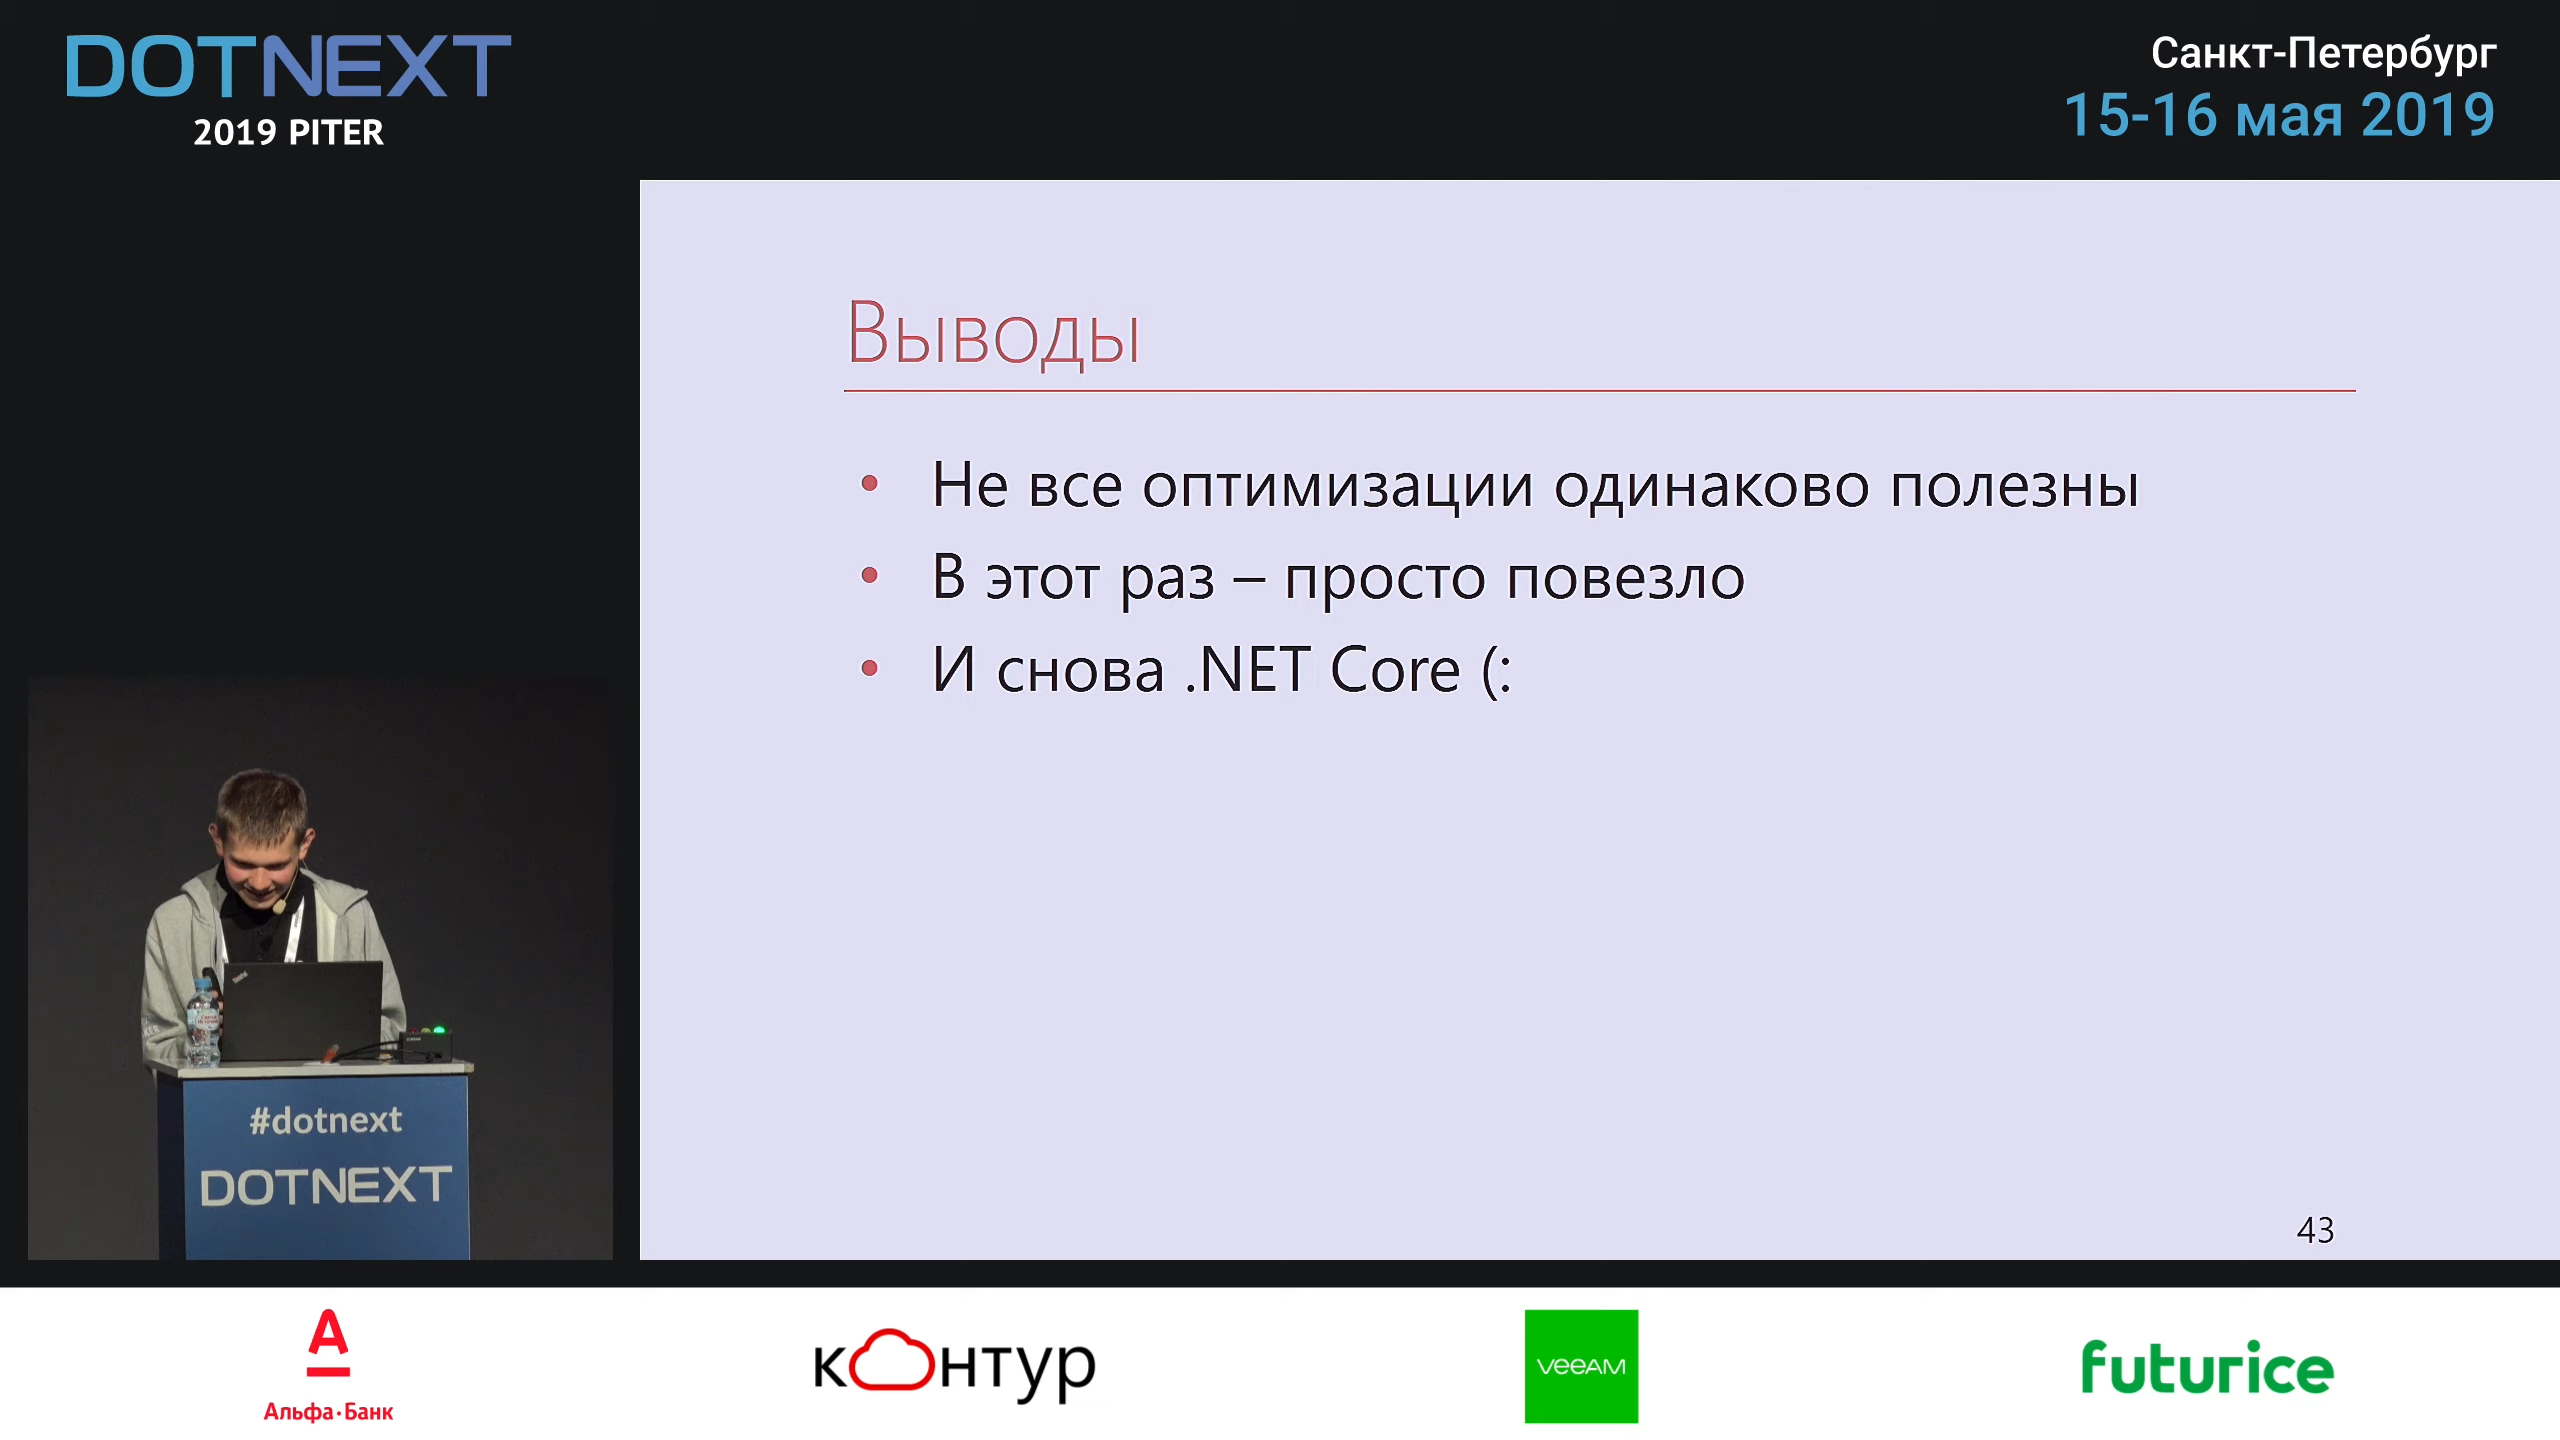 DOTNEXT
2019 PITER
Санкт-Петербург
15-16 мая 2019
Выводы
• Не все оптимизации одинаково полезны
• В этот раз – просто повезло
• И снова .NET Core (:
43
#dotnext
DOTNEXT
А
Альфа·Банк
контур
veeAM
futurice